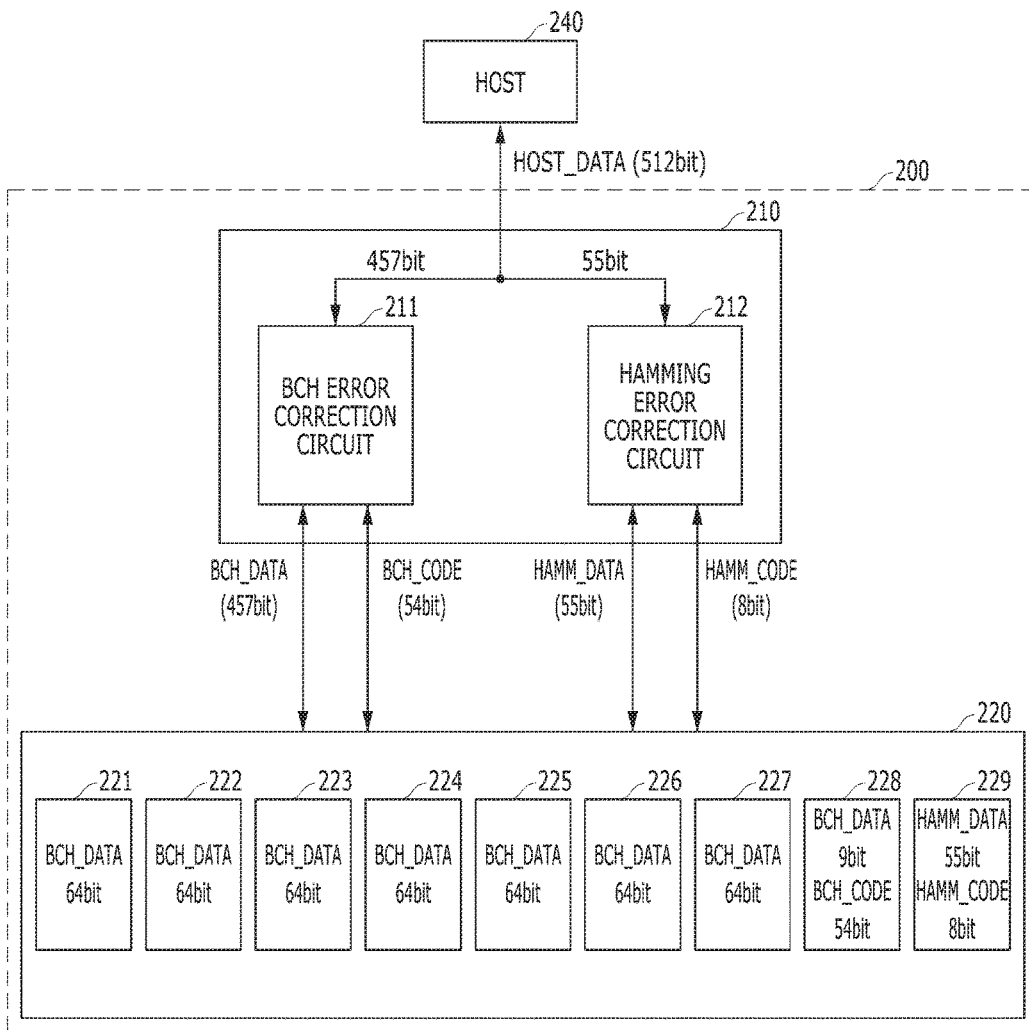 240
HOST
HOST_DATA (512bit)
200
210
457bit
55bit
211
212
BCH ERROR
CORRECTION
CIRCUIT
HAMMING
ERROR
CORRECTION
CIRCUIT
BCH_DATA
(457bit)
BCH_CODE
(54bit)
HAMM_DATA
(55bit)
HAMM_CODE
(8bit)
220
221
222
223
224
225
226
227
228
229
BCH_DATA
64bit
BCH_DATA
64bit
BCH_DATA
64bit
BCH_DATA
64bit
BCH_DATA
64bit
BCH_DATA
64bit
BCH_DATA
64bit
BCH_DATA
9bit
BCH_CODE
54bit
HAMM_DATA
55bit
HAMM_CODE
8bit